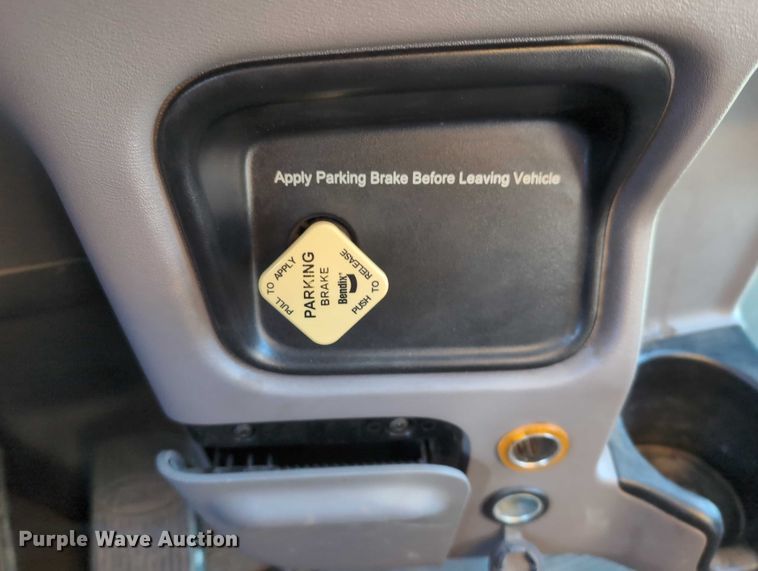 Apply Parking Brake Before Leaving Vehicle
PULL TO APPLY
PARKING
BRAKE
Bendix
PUSH TO RELEASE
Purple Wave Auction